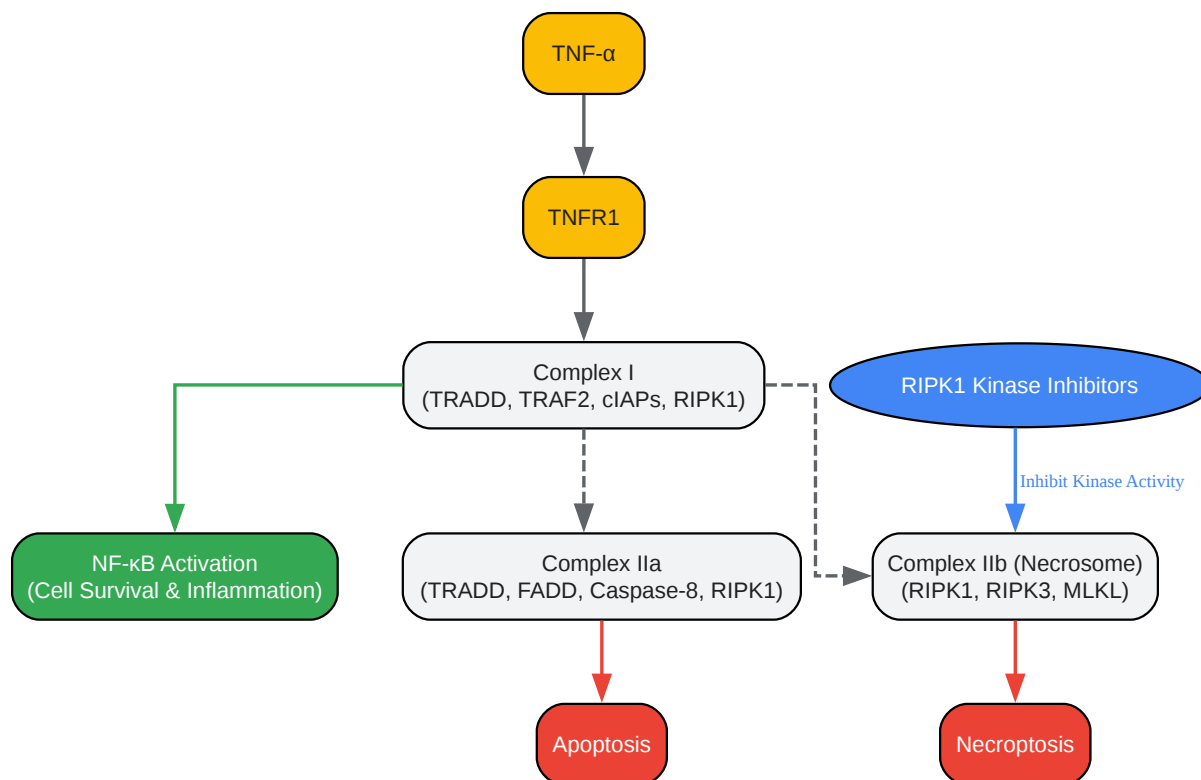 TNF-α
TNFR1
Complex I
(TRADD, TRAF2, cIAPs, RIPK1)
RIPK1 Kinase Inhibitors
Inhibit Kinase Activity
NF-κB Activation
(Cell Survival & Inflammation)
Complex IIa
(TRADD, FADD, Caspase-8, RIPK1)
Complex IIb (Necrosome)
(RIPK1, RIPK3, MLKL)
Apoptosis
Necroptosis